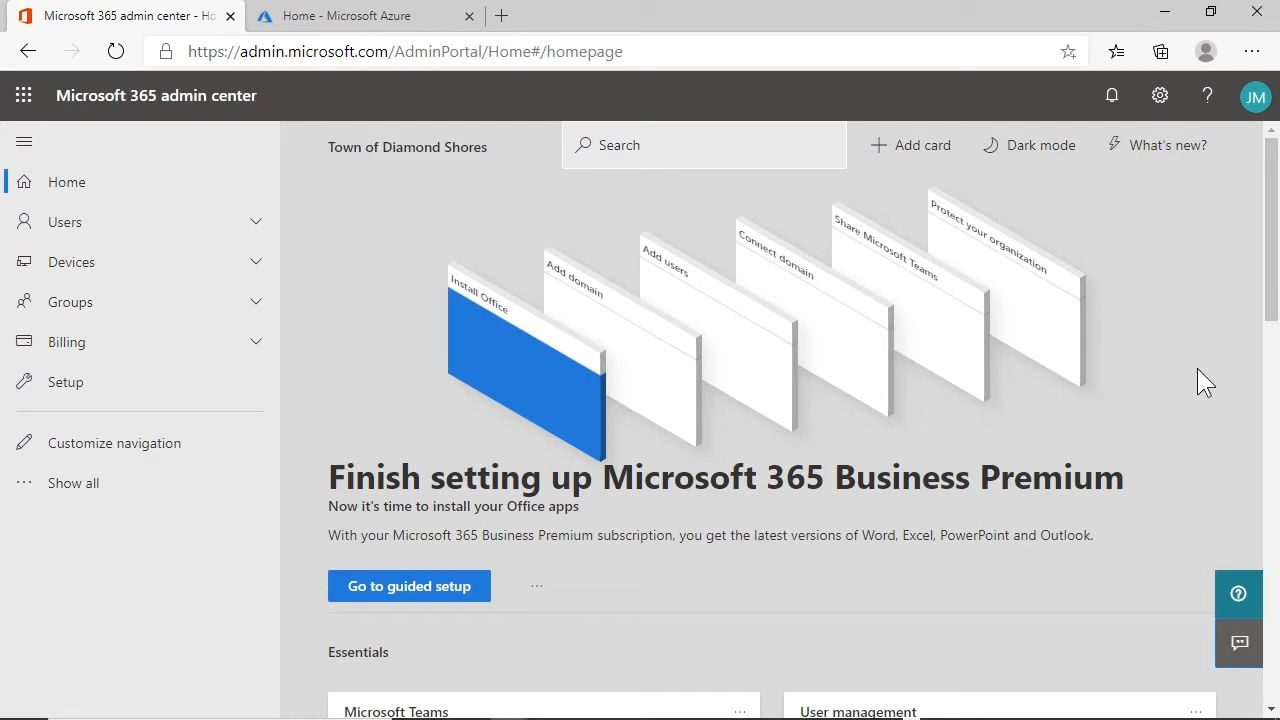 Microsoft 365 admin center - Ho
Home - Microsoft Azure
https://admin.microsoft.com/AdminPortal/Home#/homepage
Microsoft 365 admin center
JM
Town of Diamond Shores
Search
Add card
Dark mode
What's new?
Home
Users
Devices
Groups
Billing
Setup
Customize navigation
Show all
Install Office
Add domain
Add users
Connect domain
Share Microsoft Teams
Protect your organization
Finish setting up Microsoft 365 Business Premium
Now it's time to install your Office apps
With your Microsoft 365 Business Premium subscription, you get the latest versions of Word, Excel, PowerPoint and Outlook.
Go to guided setup
Essentials
Microsoft Teams
User management